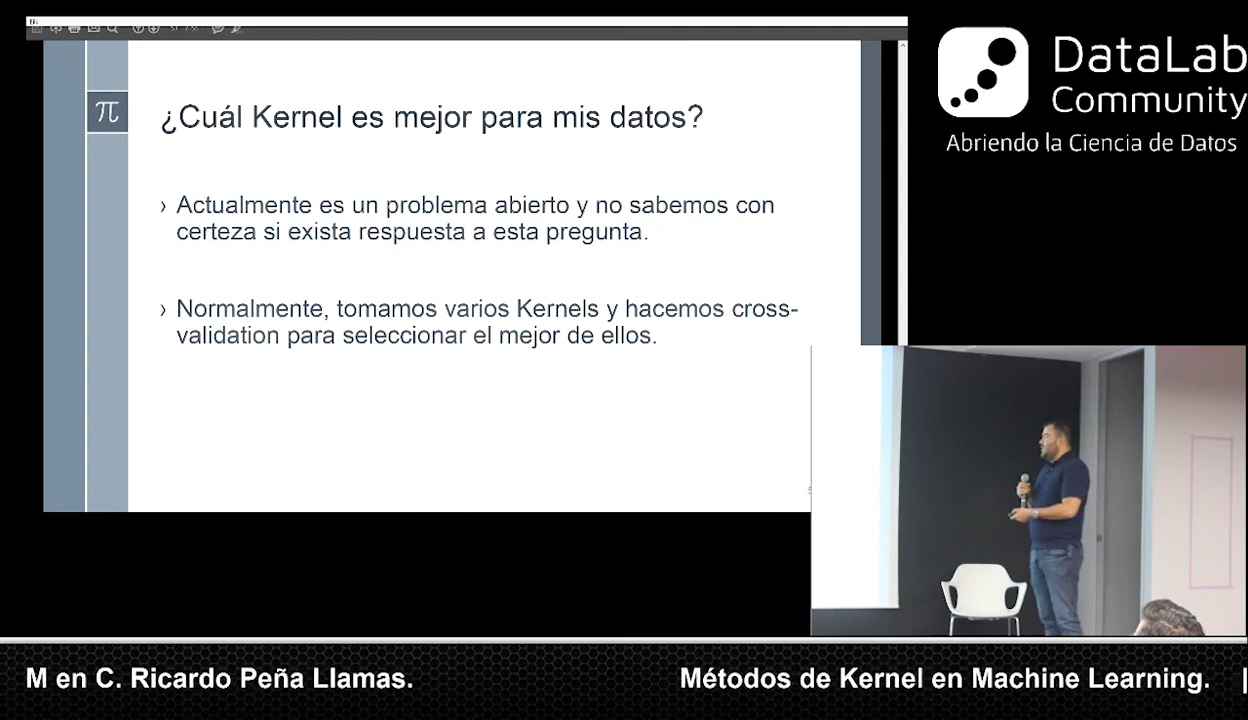 π
¿Cuál Kernel es mejor para mis datos?
› Actualmente es un problema abierto y no sabemos con
certeza si exista respuesta a esta pregunta.
› Normalmente, tomamos varios Kernels y hacemos cross-
validation para seleccionar el mejor de ellos.
DataLab
Community
Abriendo la Ciencia de Datos
M en C. Ricardo Peña Llamas.
Métodos de Kernel en Machine Learning. |